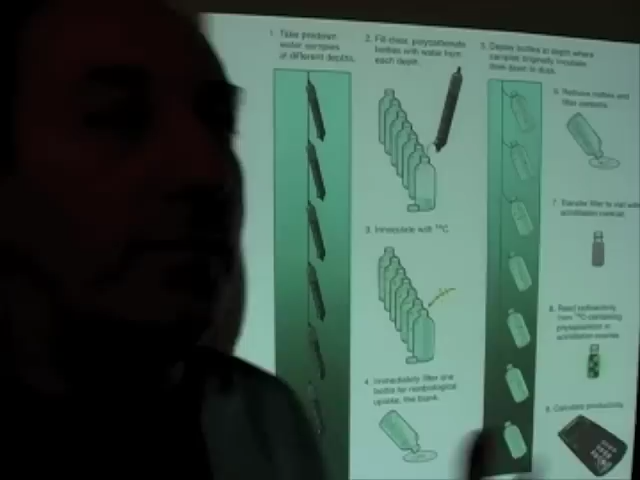 1. Take predawn
water samples
at different depths.
2. Fill clear, polycarbonate
bottles with water from
each depth.
3. Innoculate with ¹⁴C
4. Immediately filter one
bottle for nonbiological
uptake, the blank.
5. Deploy bottles at depth where
samples originally
from dawn to dusk.
6. Retrieve bottles and
filter contents.
7. Transfer filter to vial with
scintillation
8. Read radioactivity
from ¹⁴C-containing
phytoplankton in
scintillation
9. Calculate productivity